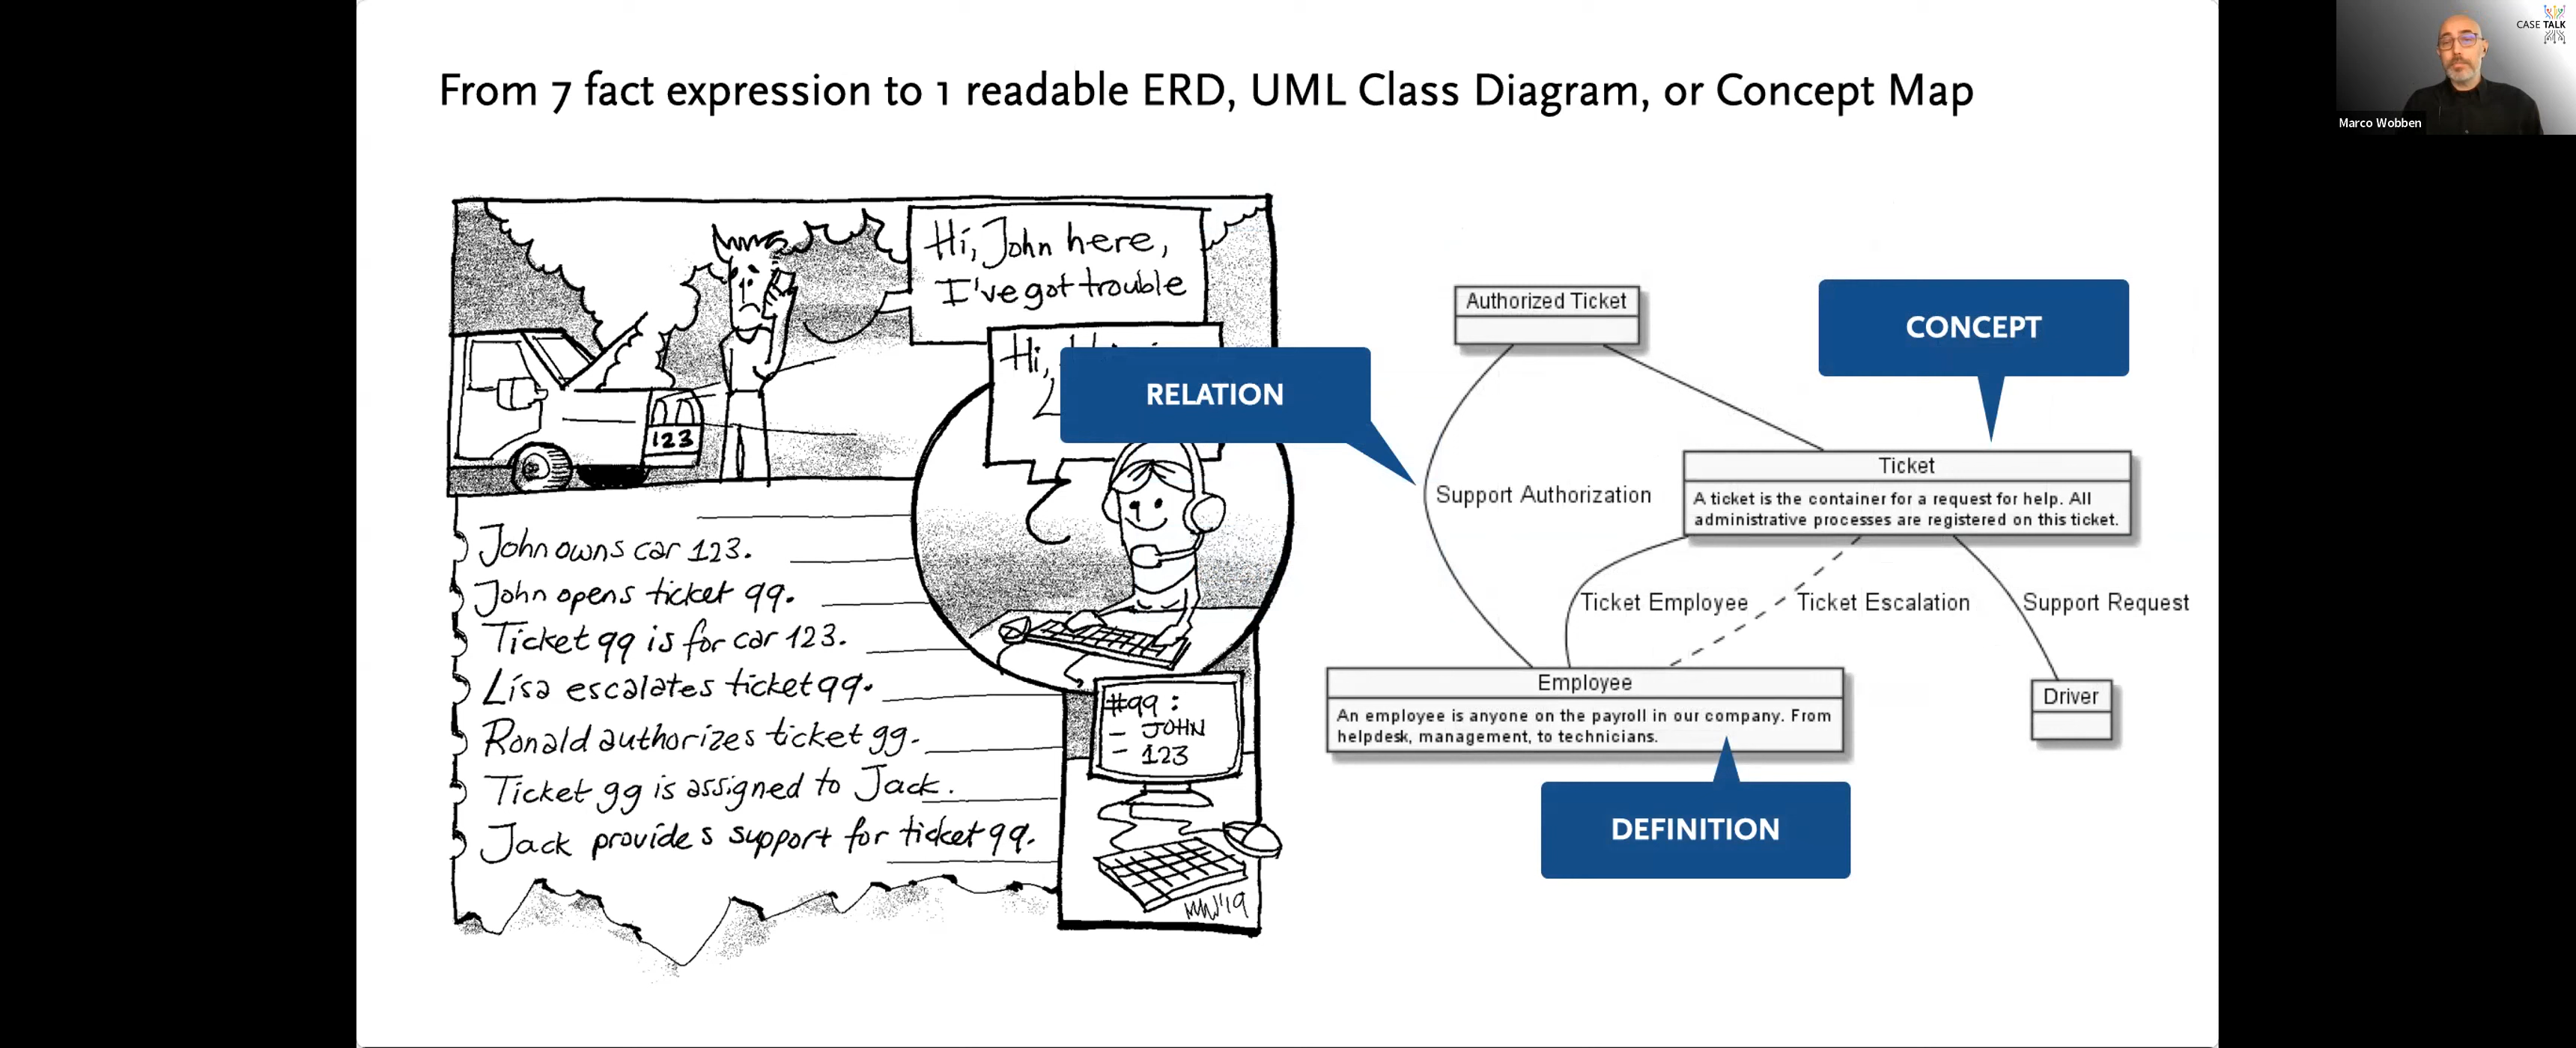 From 7 fact expression to 1 readable ERD, UML Class Diagram, or Concept Map
CASE TALK
Marco Wobben
Hi, John here,
I've got trouble
Hi,
123
John owns car 123.
John opens ticket 99.
Ticket 99 is for car 123.
Lisa escalates ticket 99.
Ronald authorizes ticket 99.
Ticket 99 is assigned to Jack.
Jack provides support for ticket 99.
#99:
- JOHN
- 123
MW'19
RELATION
CONCEPT
DEFINITION
Authorized Ticket
Ticket
A ticket is the container for a request for help. All
administrative processes are registered on this ticket.
Support Authorization
Ticket Employee
Ticket Escalation
Support Request
Employee
An employee is anyone on the payroll in our company. From
helpdesk, management, to technicians.
Driver